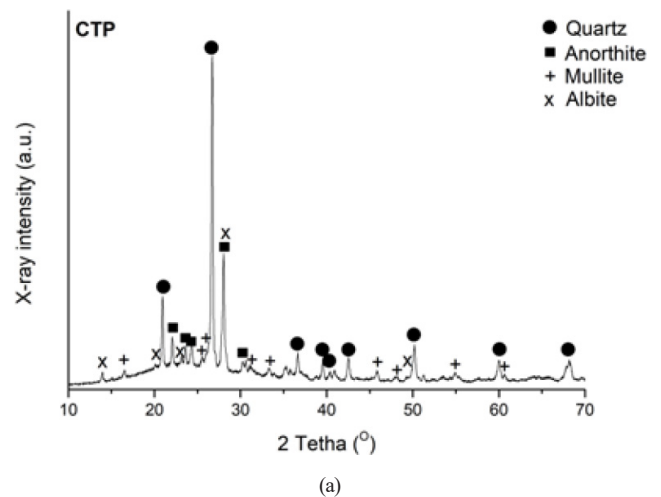 CTP
● Quartz
■ Anorthite
+ Mullite
x Albite
X-ray intensity (a.u.)
10 20 30 40 50 60 70
2 Tetha (O)
(a)